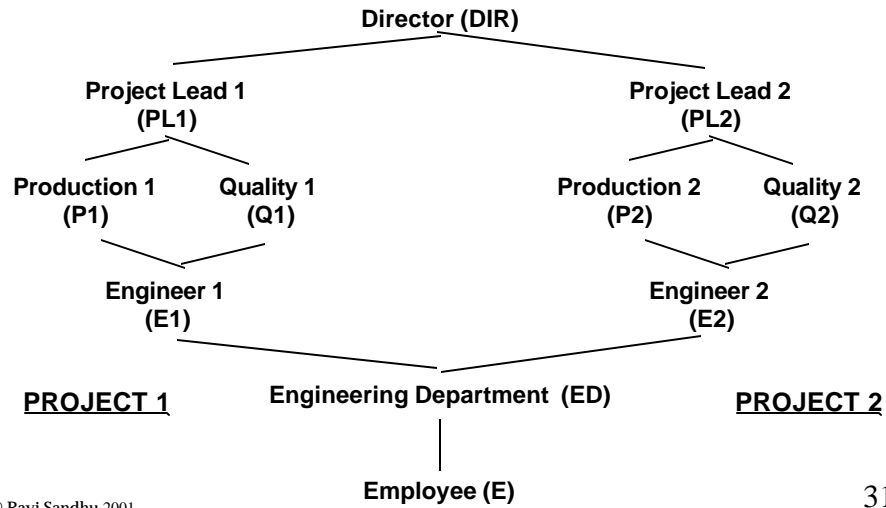 Director (DIR)
Project Lead 1
(PL1)
Project Lead 2
(PL2)
Production 1
(P1)
Quality 1
(Q1)
Production 2
(P2)
Quality 2
(Q2)
Engineer 1
(E1)
Engineer 2
(E2)
PROJECT 1
Engineering Department (ED)
PROJECT 2
Employee (E)
© Ravi Sandhu 2001
31